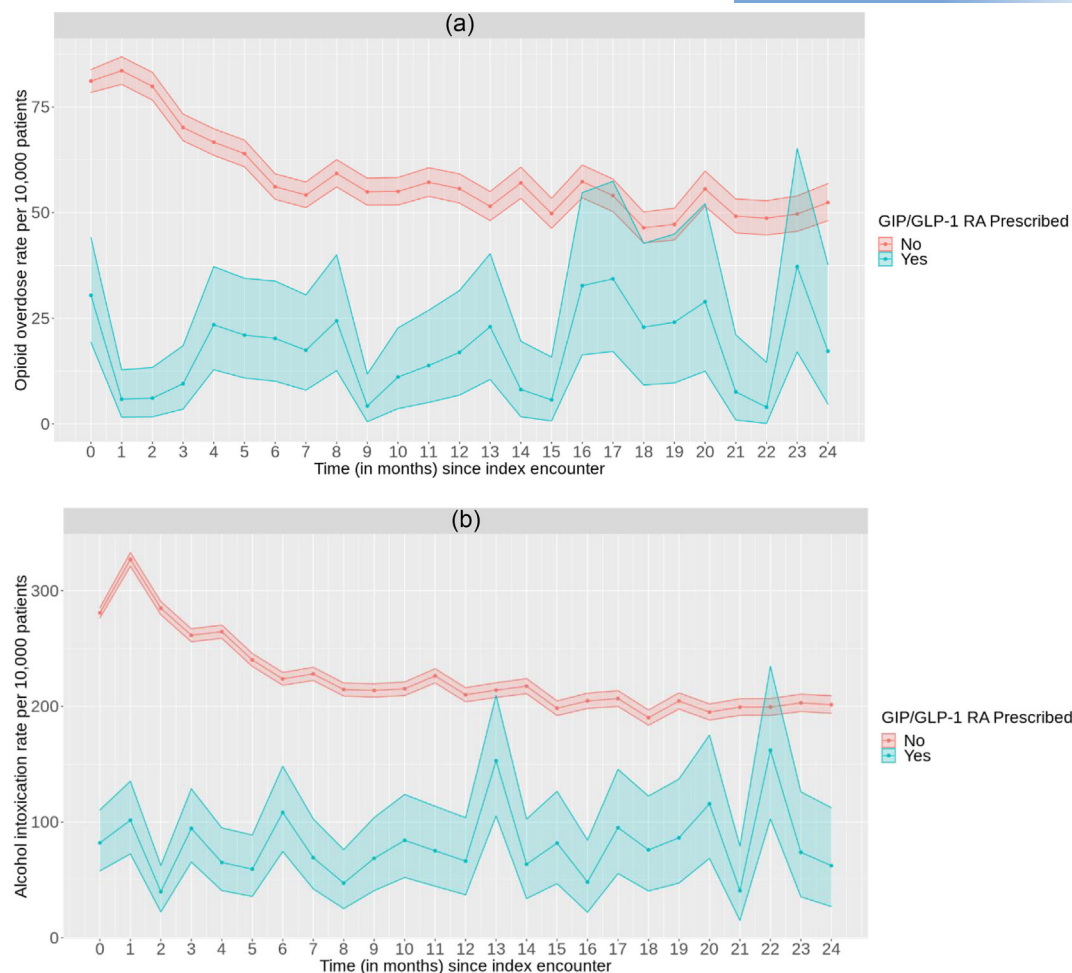 (a)
Opioid overdose rate per 10,000 patients
75
50
25
0
0 1 2 3 4 5 6 7 8 9 10 11 12 13 14 15 16 17 18 19 20 21 22 23 24
Time (in months) since index encounter
GIP/GLP-1 RA Prescribed
No
Yes
(b)
Alcohol intoxication rate per 10,000 patients
300
200
100
0
0 1 2 3 4 5 6 7 8 9 10 11 12 13 14 15 16 17 18 19 20 21 22 23 24
Time (in months) since index encounter
GIP/GLP-1 RA Prescribed
No
Yes